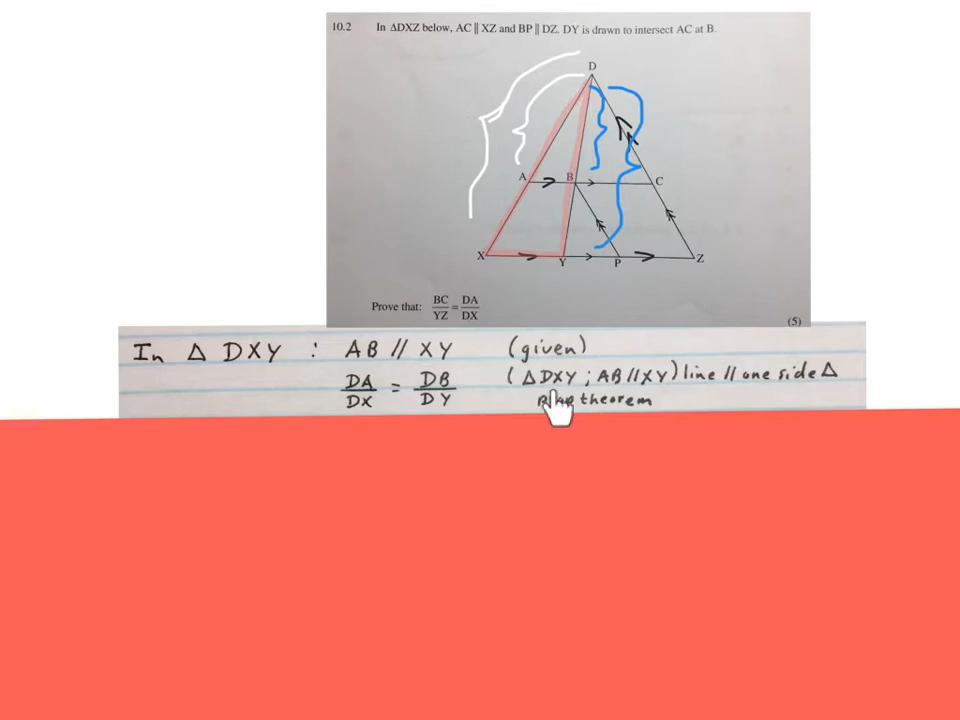 10.2 In ΔDXZ below, AC ∥ XZ and BP ∥ DZ. DY is drawn to intersect AC at B.
D
A B C
X Y P Z
Prove that: BC/YZ = DA/DX
(5)
In Δ DXY : AB // XY (given)
DA/DX = DB/DY (Δ DXY ; AB // XY) line // one side Δ
theorem